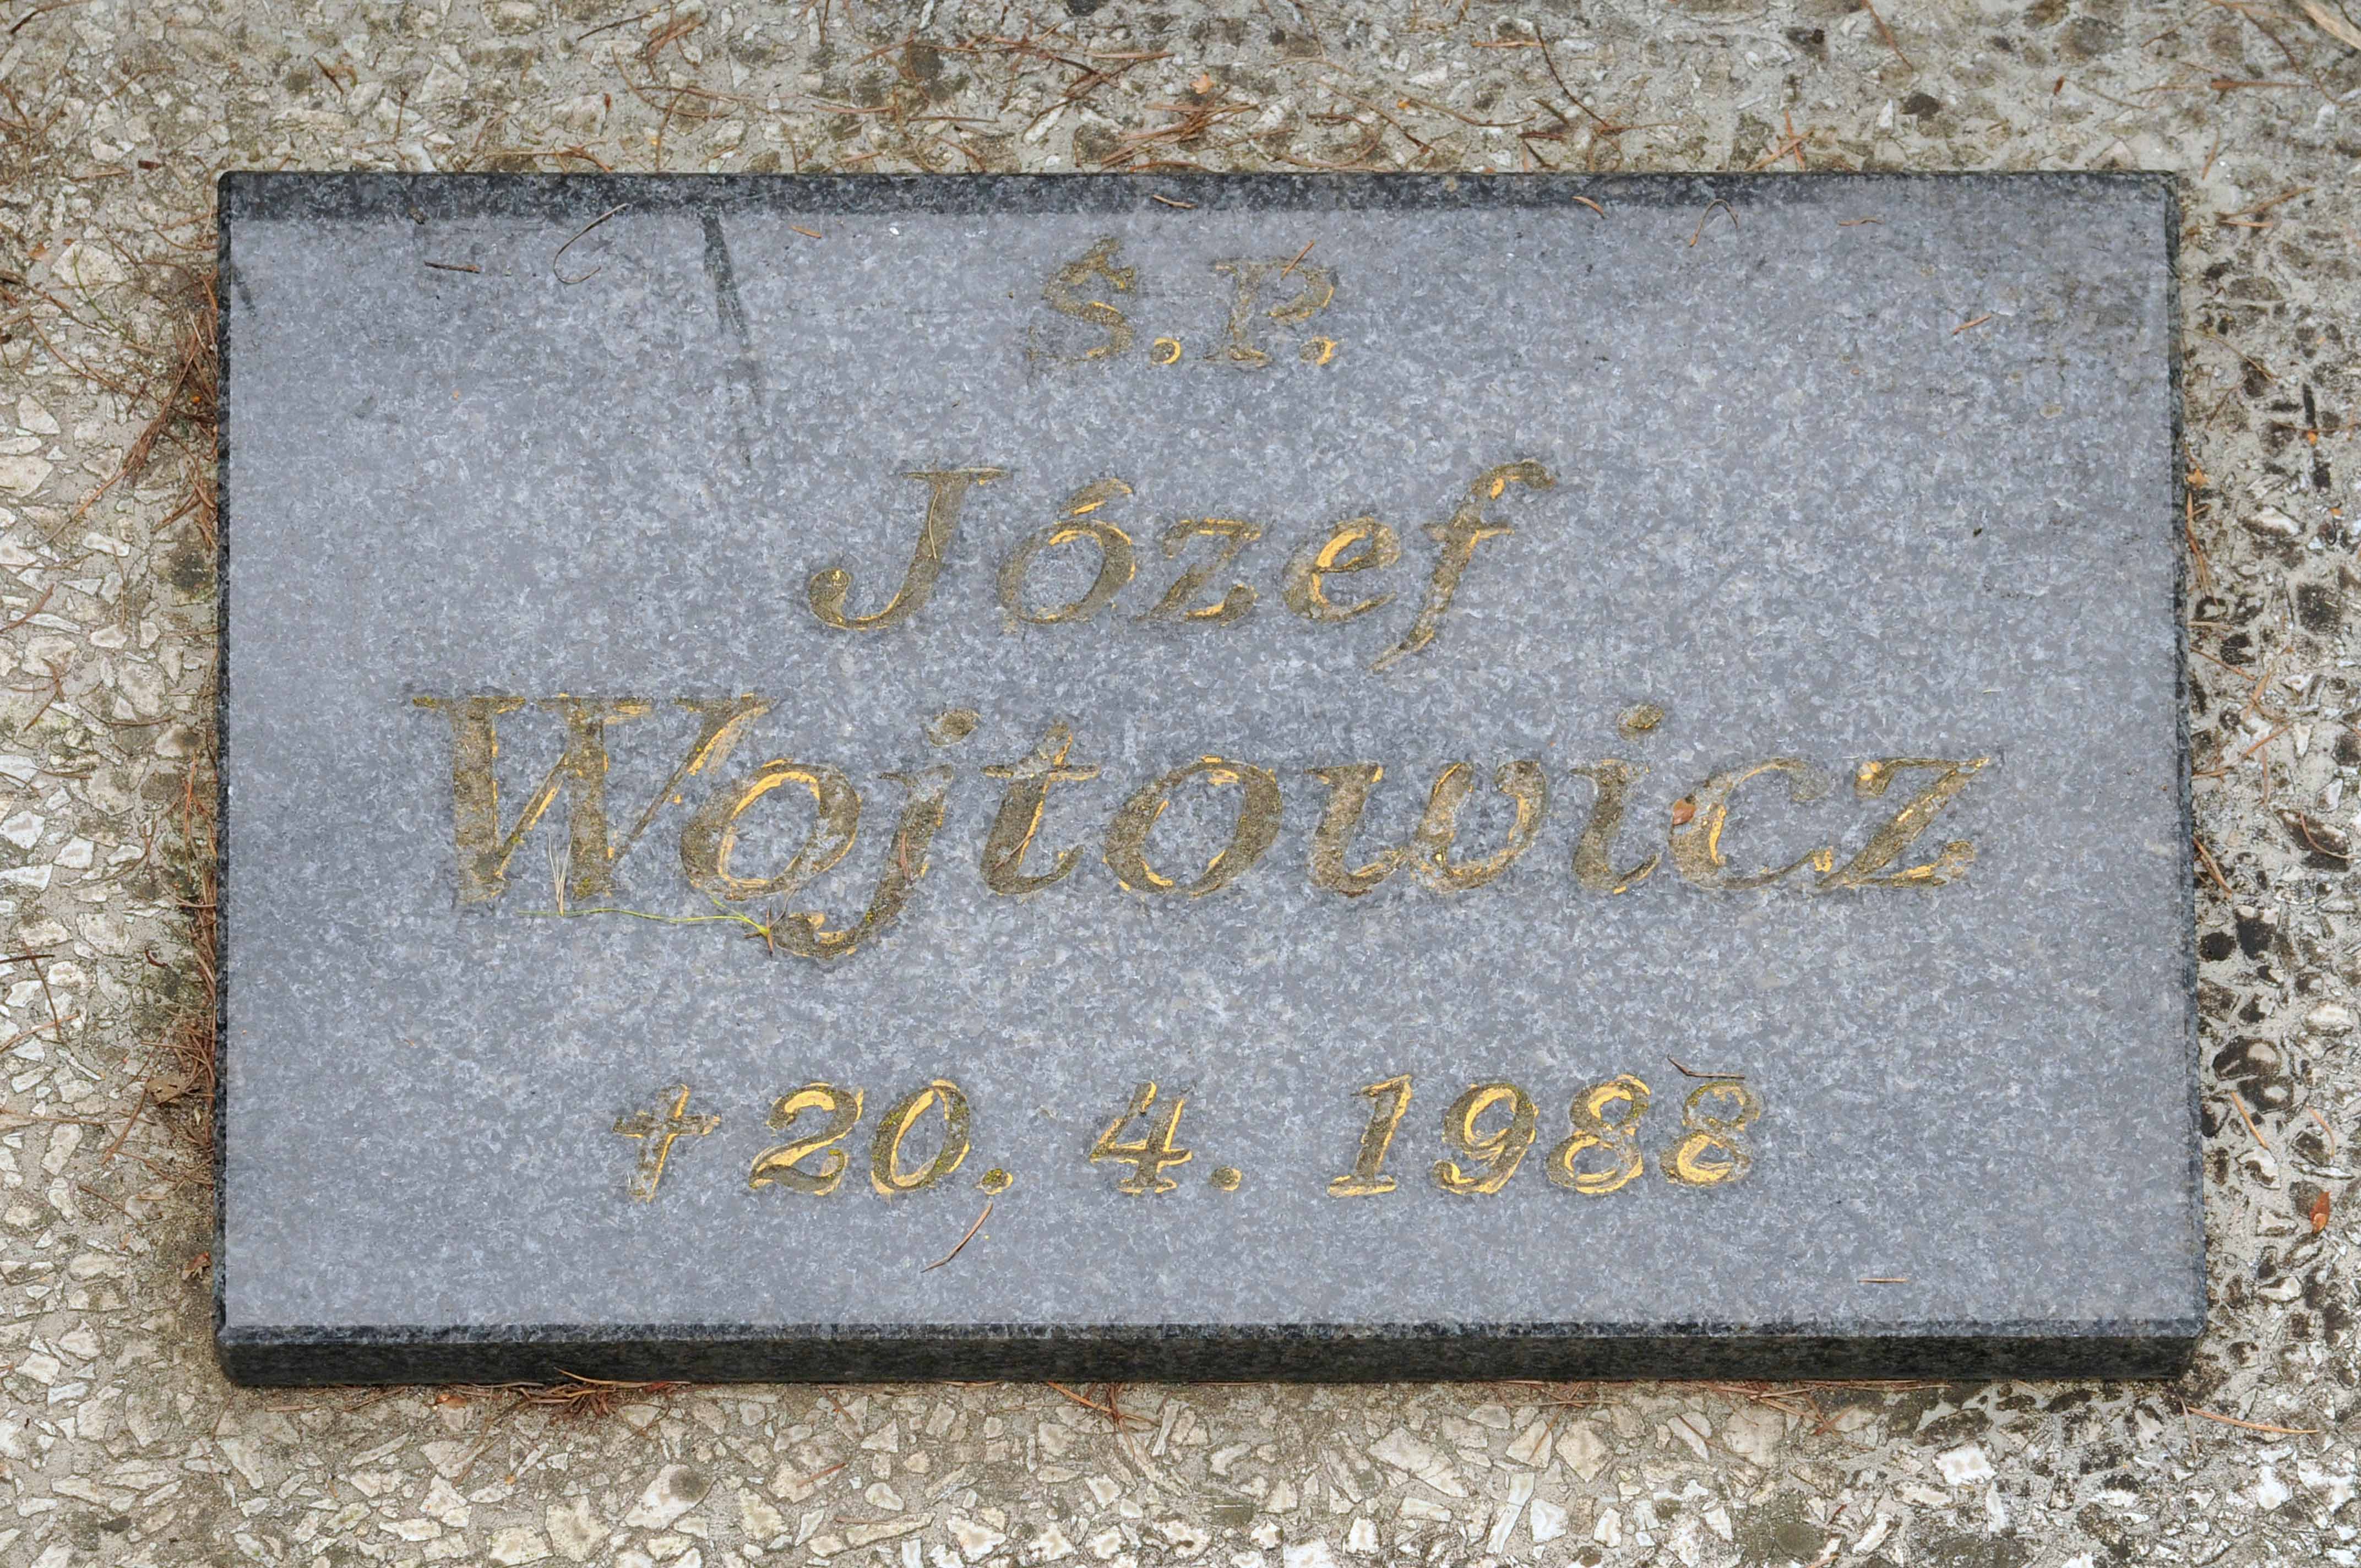 Ś.P.
Józef
Wojtowicz
† 20. 4. 1988